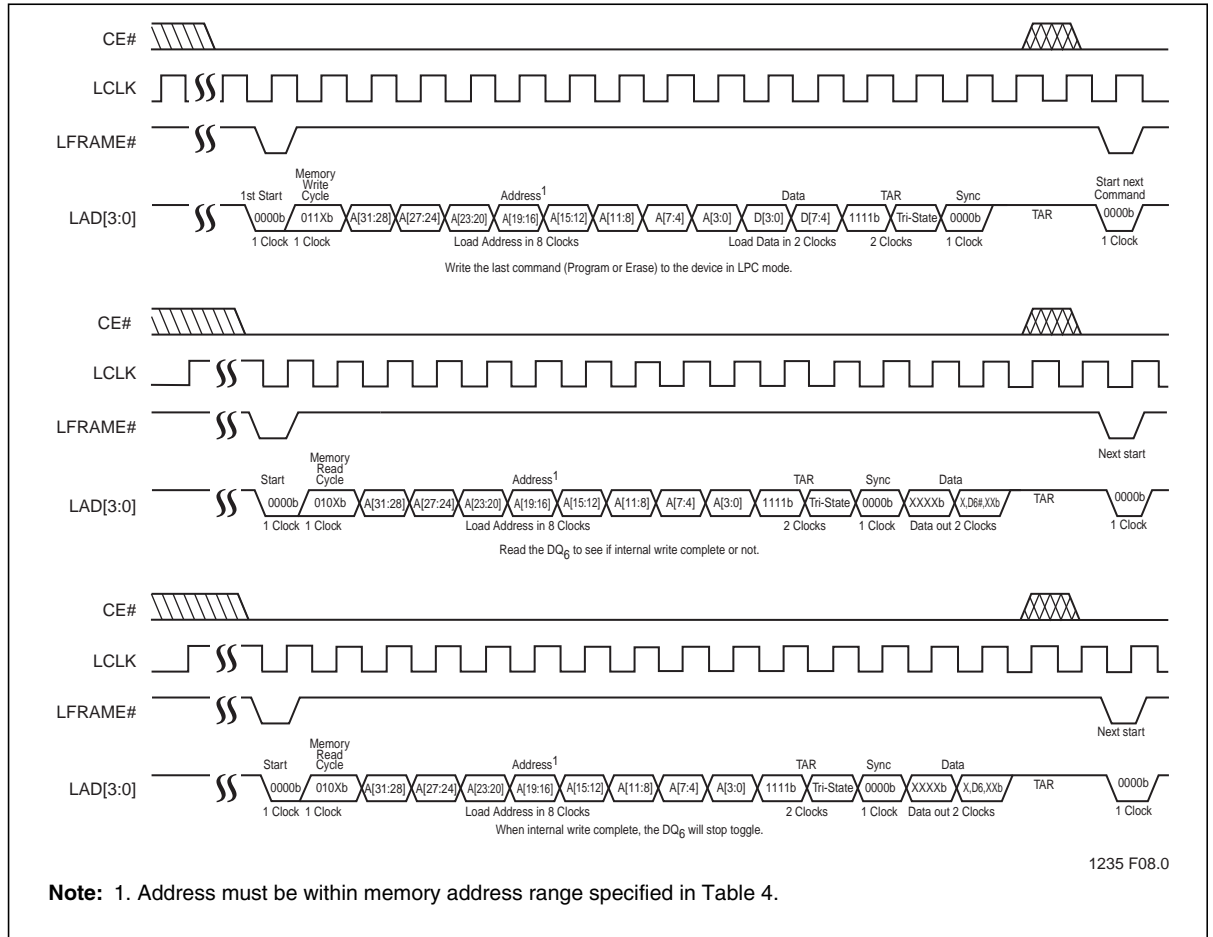 CE#
LCLK
LFRAME#
Memory
Write
Cycle
1st Start
Address1
Data
TAR
Sync
Start next
Command
LAD[3:0]
0000b 011Xb A[31:28] A[27:24] A[23:20] A[19:16] A[15:12] A[11:8] A[7:4] A[3:0] D[3:0] D[7:4] 1111b Tri-State 0000b TAR 0000b
1 Clock 1 Clock Load Address in 8 Clocks Load Data in 2 Clocks 2 Clocks 1 Clock 1 Clock
Write the last command (Program or Erase) to the device in LPC mode.
CE#
LCLK
LFRAME#
Next start
Memory
Read
Cycle
Start
Address1
TAR
Sync
Data
LAD[3:0]
0000b 010Xb A[31:28] A[27:24] A[23:20] A[19:16] A[15:12] A[11:8] A[7:4] A[3:0] 1111b Tri-State 0000b XXXXb X,D6#,XXb TAR 0000b
1 Clock 1 Clock Load Address in 8 Clocks 2 Clocks 1 Clock Data out 2 Clocks 1 Clock
Read the DQ6 to see if internal write complete or not.
CE#
LCLK
LFRAME#
Next start
Memory
Read
Cycle
Start
Address1
TAR
Sync
Data
LAD[3:0]
0000b 010Xb A[31:28] A[27:24] A[23:20] A[19:16] A[15:12] A[11:8] A[7:4] A[3:0] 1111b Tri-State 0000b XXXXb X,D6,XXb TAR 0000b
1 Clock 1 Clock Load Address in 8 Clocks 2 Clocks 1 Clock Data out 2 Clocks 1 Clock
When internal write complete, the DQ6 will stop toggle.
1235 F08.0
Note: 1. Address must be within memory address range specified in Table 4.